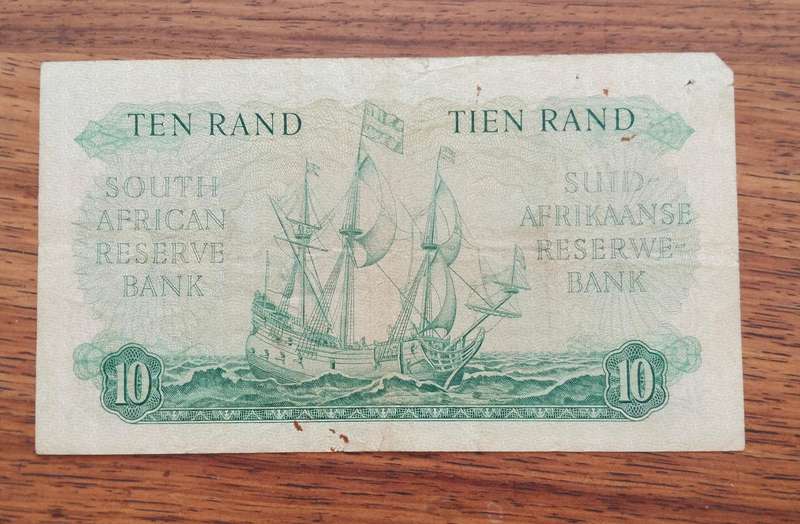 TEN RAND
TIEN RAND
SOUTH
AFRICAN
RESERVE
BANK
SUID-
AFRIKAANSE
RESERWE-
BANK
10
10